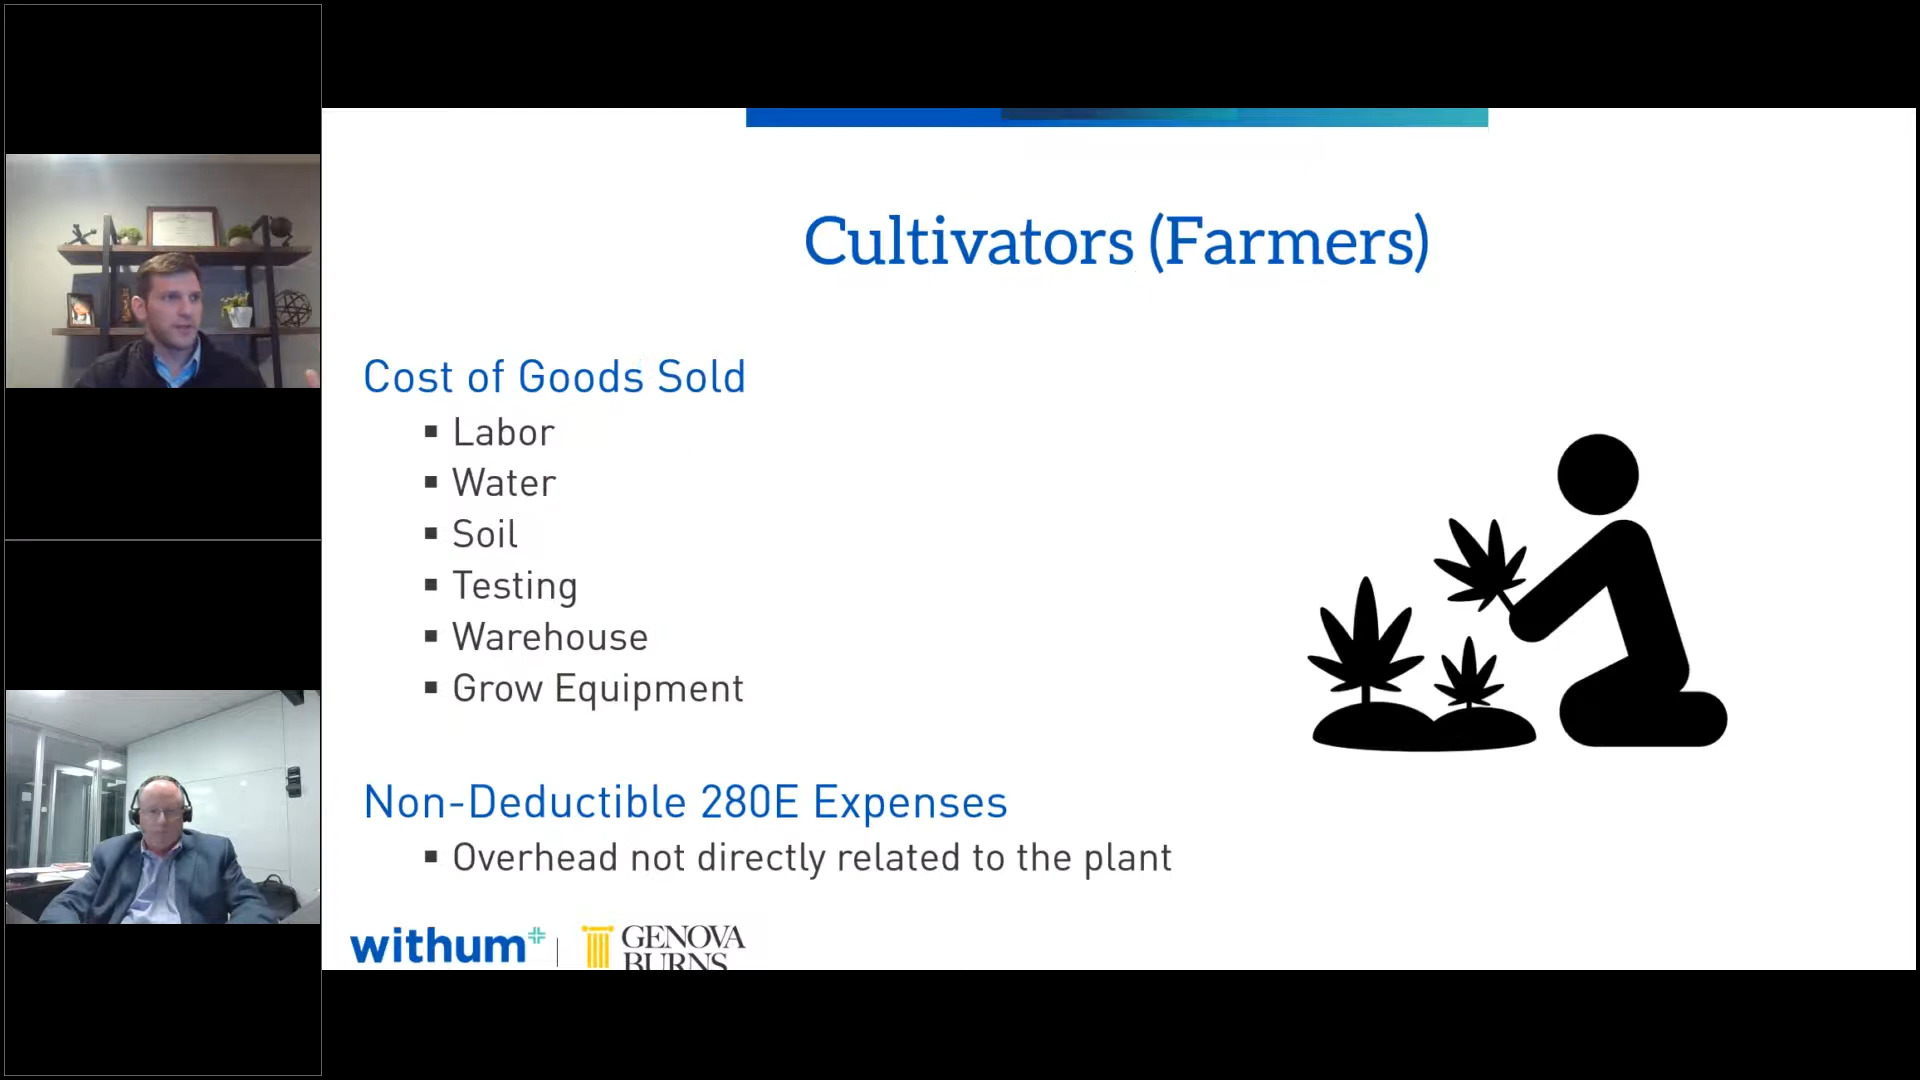 Cultivators (Farmers)
Cost of Goods Sold
▪ Labor
▪ Water
▪ Soil
▪ Testing
▪ Warehouse
▪ Grow Equipment
Non-Deductible 280E Expenses
▪ Overhead not directly related to the plant
withum+
GENOVA
BURNS